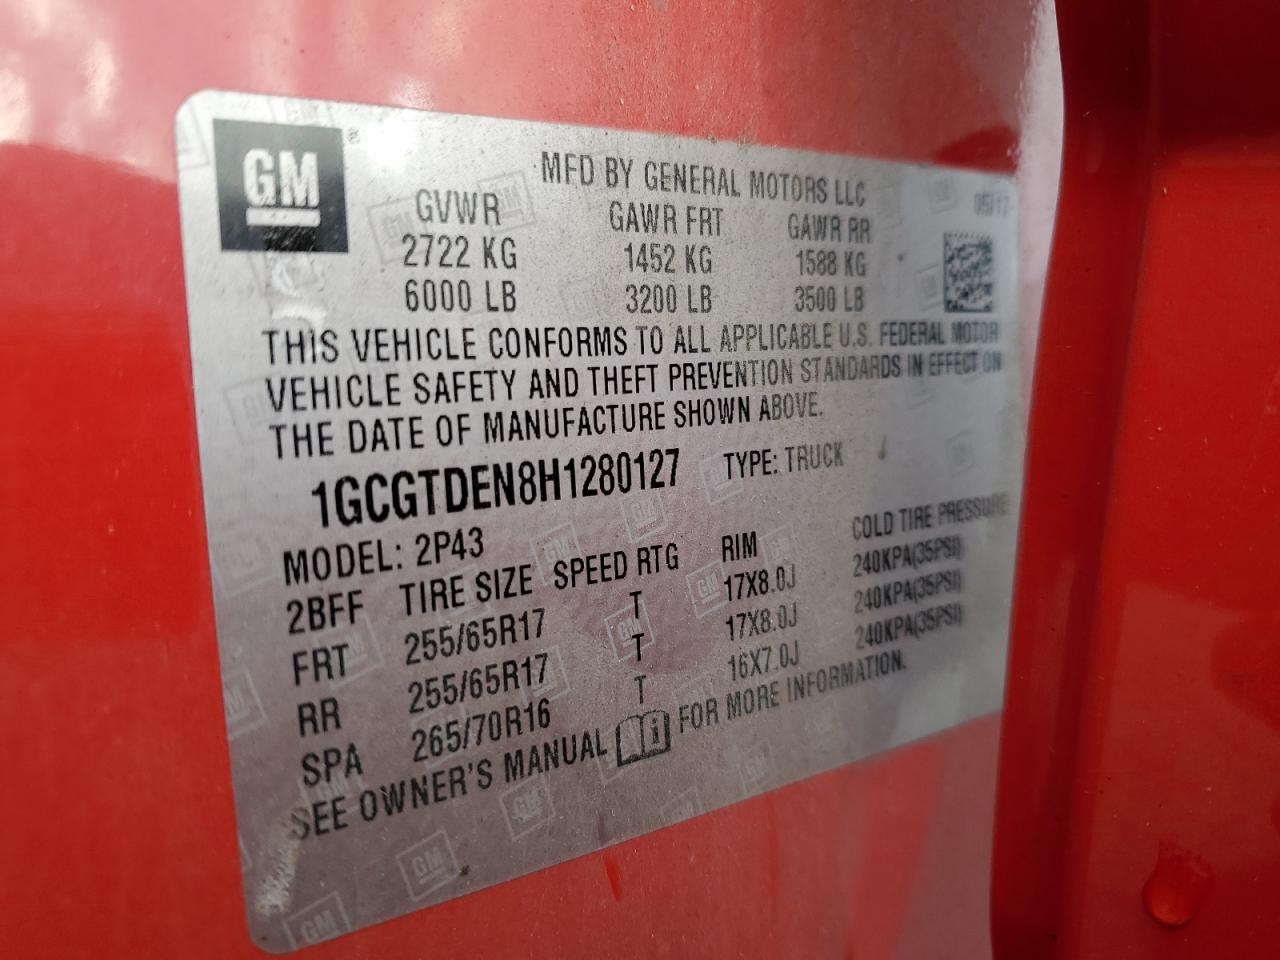 GM ®
MFD BY GENERAL MOTORS LLC 05/17
GVWR GAWR FRT GAWR RR
2722 KG 1452 KG 1588 KG
6000 LB 3200 LB 3500 LB
THIS VEHICLE CONFORMS TO ALL APPLICABLE U.S. FEDERAL MOTOR
VEHICLE SAFETY AND THEFT PREVENTION STANDARDS IN EFFECT ON
THE DATE OF MANUFACTURE SHOWN ABOVE.
1GCGTDEN8H1280127 TYPE: TRUCK
MODEL: 2P43
2BFF TIRE SIZE SPEED RTG RIM COLD TIRE PRESSURE
FRT 255/65R17 T 17X8.0J 240KPA(35PSI)
RR 255/65R17 T 17X8.0J 240KPA(35PSI)
SPA 265/70R16 T 16X7.0J 240KPA(35PSI)
SEE OWNER'S MANUAL i FOR MORE INFORMATION.